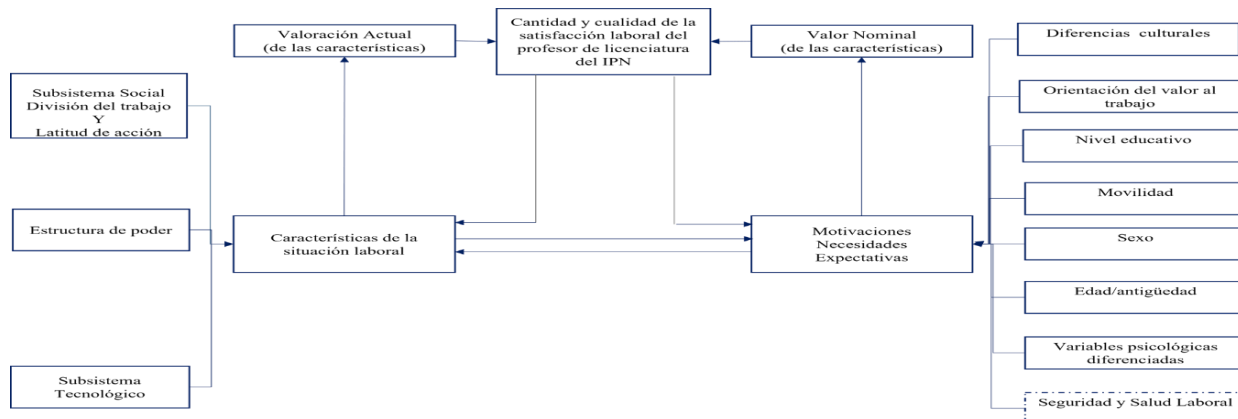 Valoración Actual
(de las características)
Cantidad y cualidad de la
satisfacción laboral del
profesor de licenciatura
del IPN
Valor Nominal
(de las características)
Diferencias culturales
Subsistema Social
División del trabajo
Y
Latitud de acción
Orientación del valor al
trabajo
Nivel educativo
Movilidad
Estructura de poder
Características de la
situación laboral
Motivaciones
Necesidades
Expectativas
Sexo
Edad/antigüedad
Variables psicológicas
diferenciadas
Subsistema
Tecnológico
Seguridad y Salud Laboral